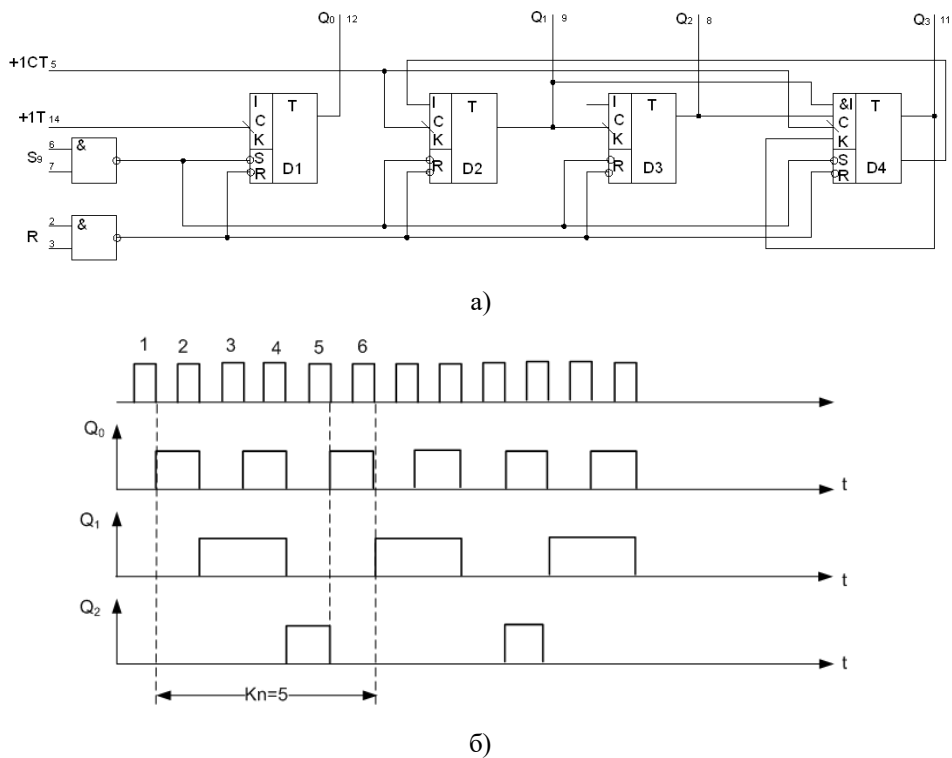 Q0 12 Q1 9 Q2 8 Q3 11
+1CT 5
+1T 14
I T
C
K
S
R D1
I T
C
K
R D2
I T
C
K
R D3
&I T
C
K
S
R D4
6 &
S9
7
2 &
R
3
а)
1 2 3 4 5 6
Q0
t
Q1
t
Q2
t
Kn=5
б)